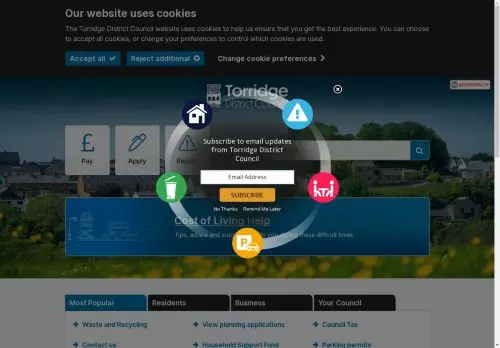 Our website uses cookies
The Torridge District Council website uses cookies to help us ensure that you get the best experience. You can choose
to accept all cookies, or change your preferences to control which cookies are used.
Accept all
Reject additional
Change cookie preferences
Torridge
District Council
ACCESSIBILITY
Pay
Apply
Report
Subscribe to email updates
from Torridge District
Council
Email Address
SUBSCRIBE
No Thanks
Remind Me Later
Cost of Living Help
Tips, advice and during these difficult times.
Most Popular
Residents
Business
Your Council
Waste and Recycling
View planning applications
Council Tax
Contact us
Household Support Fund
Parking permits